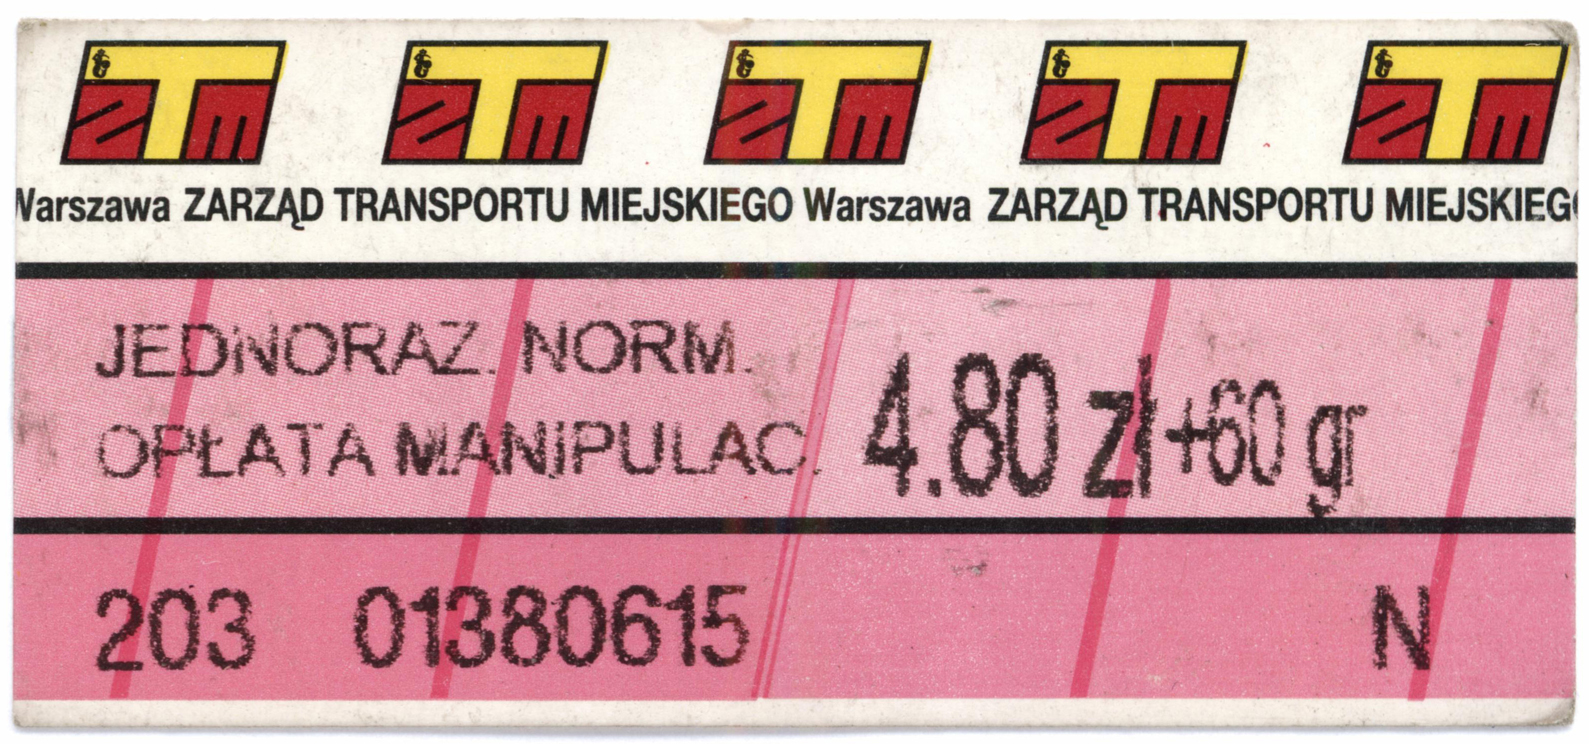 ZTM ZTM ZTM ZTM ZTM
Warszawa ZARZĄD TRANSPORTU MIEJSKIEGO Warszawa ZARZĄD TRANSPORTU MIEJSKIEGO
JEDNORAZ. NORM.
OPŁATA MANIPULAC. 4.80 zł+60 gr
203 01380615 N